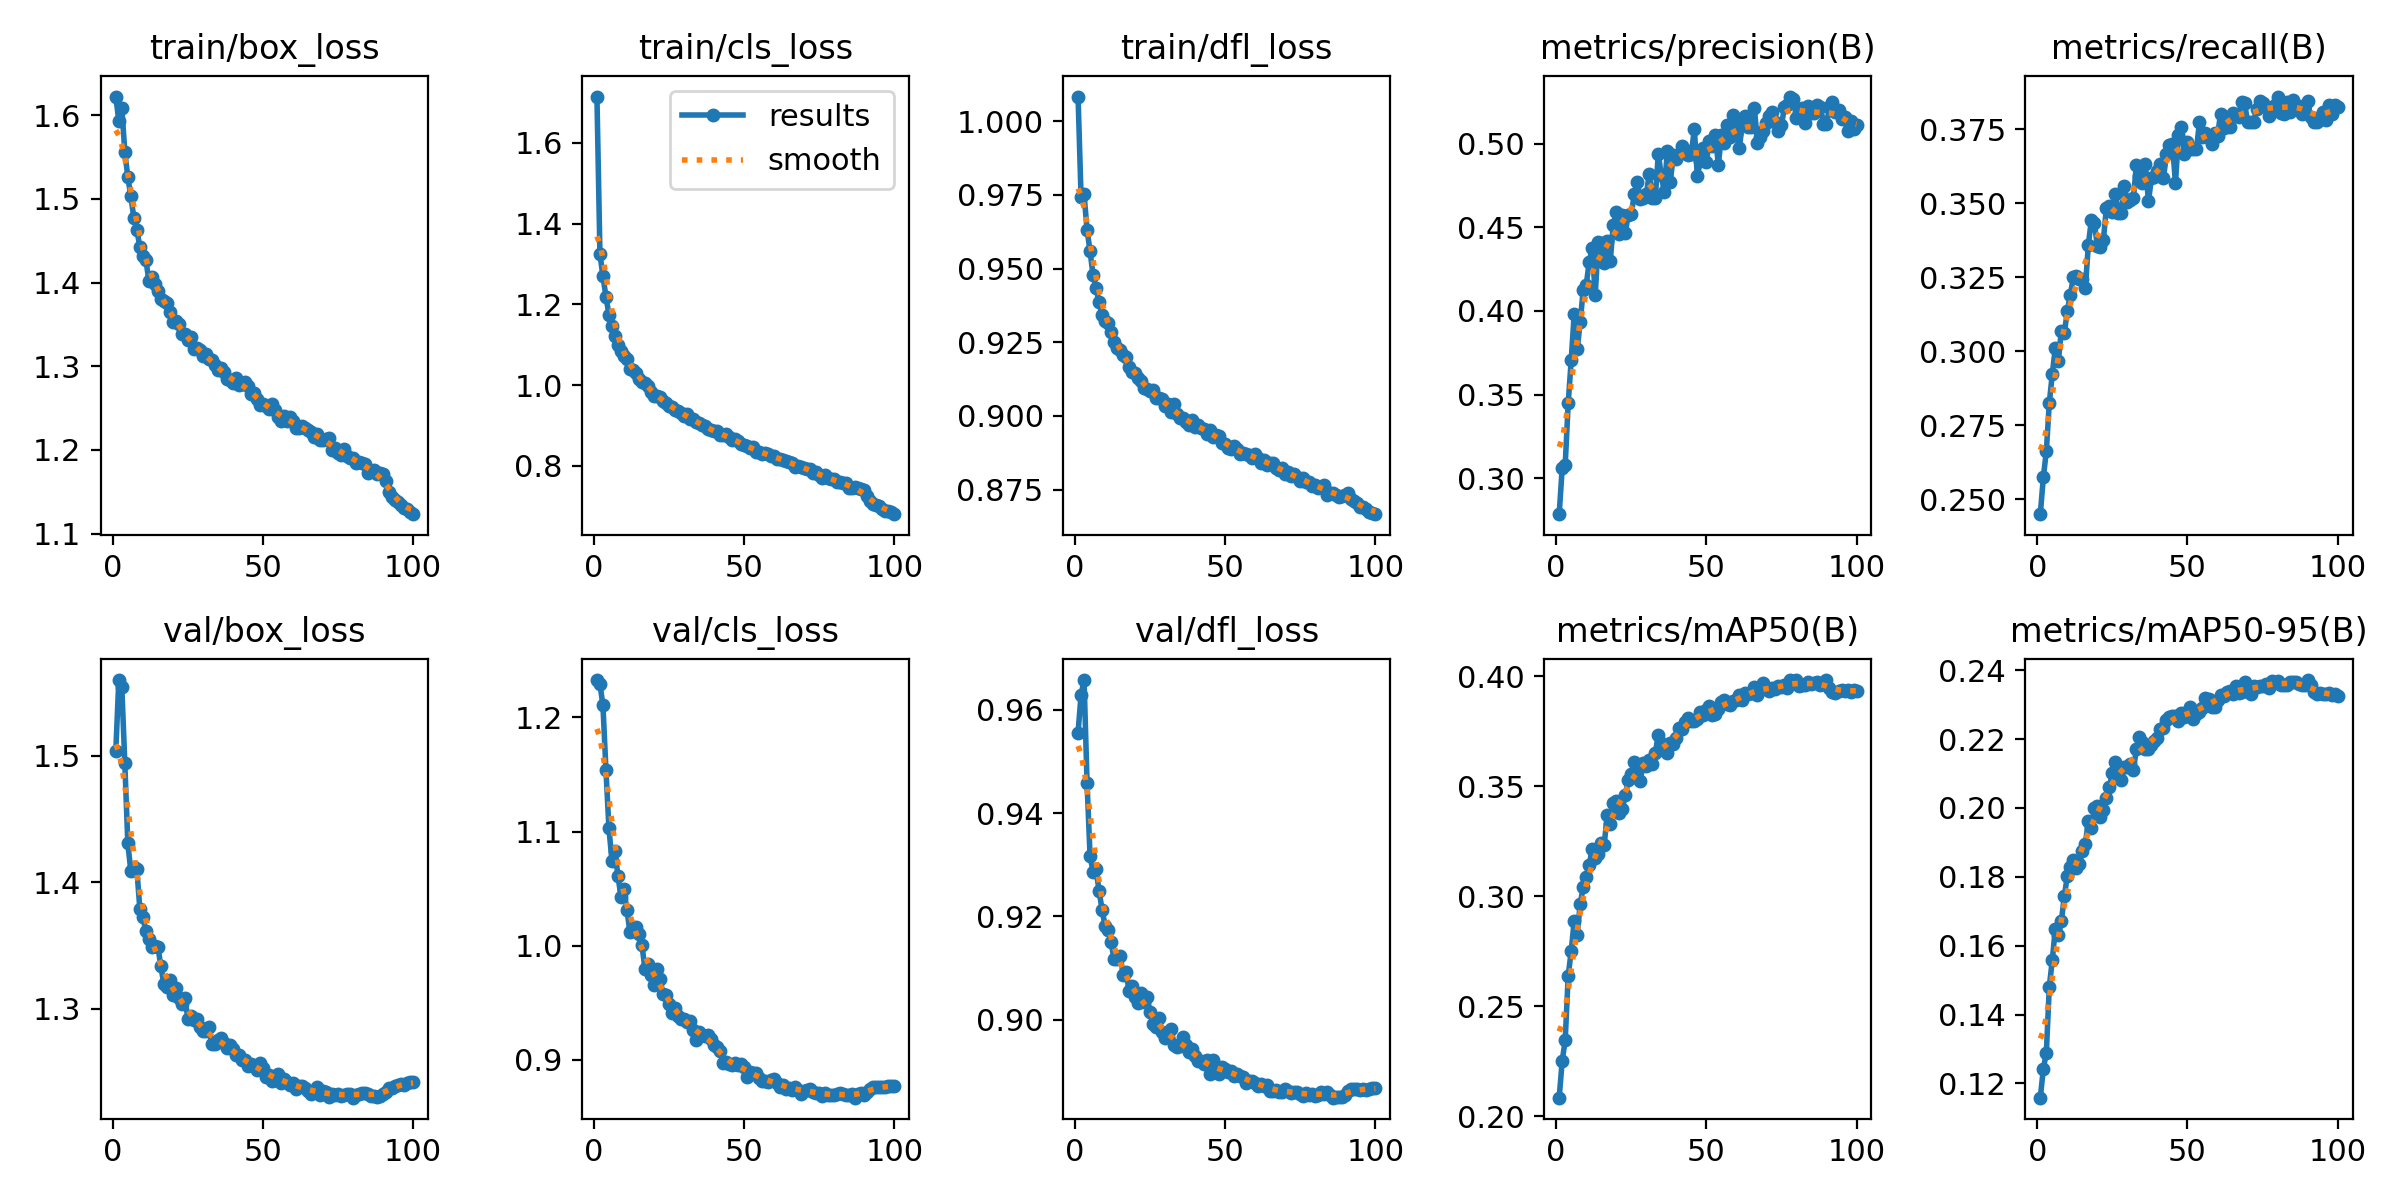 train/box_loss
1.6
1.5
1.4
1.3
1.2
1.1
0 50 100
train/cls_loss
results
smooth
1.6
1.4
1.2
1.0
0.8
0 50 100
train/dfl_loss
1.000
0.975
0.950
0.925
0.900
0.875
0 50 100
metrics/precision(B)
0.50
0.45
0.40
0.35
0.30
0 50 100
metrics/recall(B)
0.375
0.350
0.325
0.300
0.275
0.250
0 50 100
val/box_loss
1.5
1.4
1.3
0 50 100
val/cls_loss
1.2
1.1
1.0
0.9
0 50 100
val/dfl_loss
0.96
0.94
0.92
0.90
0 50 100
metrics/mAP50(B)
0.40
0.35
0.30
0.25
0.20
0 50 100
metrics/mAP50-95(B)
0.24
0.22
0.20
0.18
0.16
0.14
0.12
0 50 100